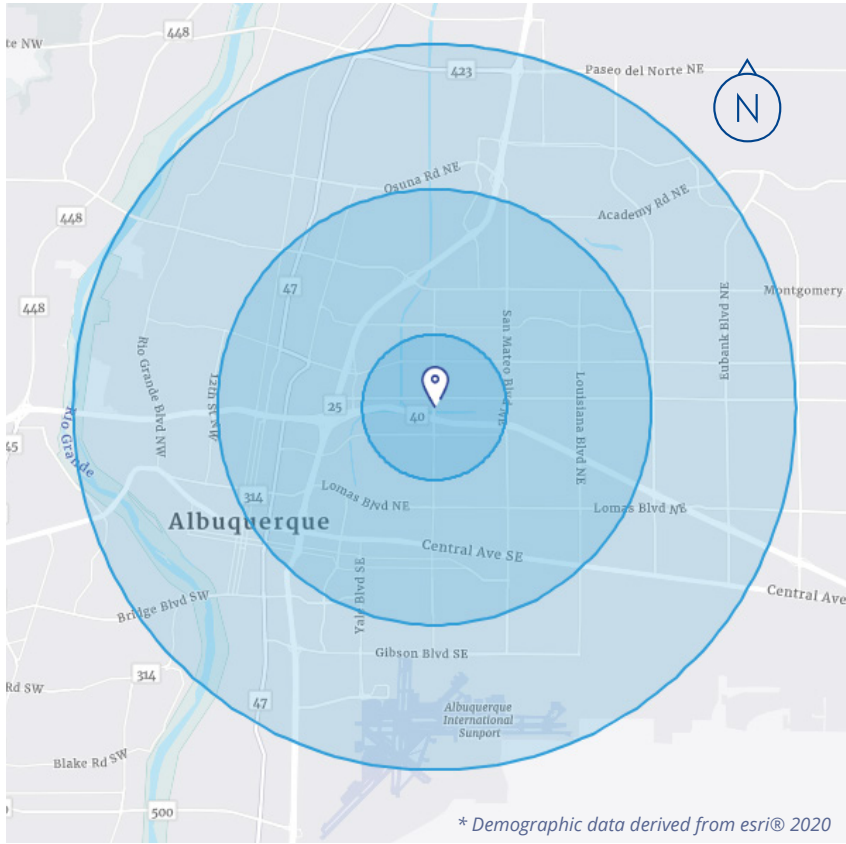 te NW
448
423
Paseo del Norte NE
N
Osuna Rd NE
Academy Rd NE
448
47
Montgomery
448
San Mateo Blvd NE
Eubank Blvd NE
Rio Grande Blvd NW
12th St NW
Louisiana Blvd NE
25
40
45
Rio Grande
314
Lomas Blvd NE
Lomas Blvd NE
Albuquerque
Central Ave SE
Yale Blvd SE
Central Ave
Bridge Blvd SW
Gibson Blvd SE
314
Rd SW
47
Albuquerque
International
Sunport
Blake Rd SW
500
* Demographic data derived from esri® 2020